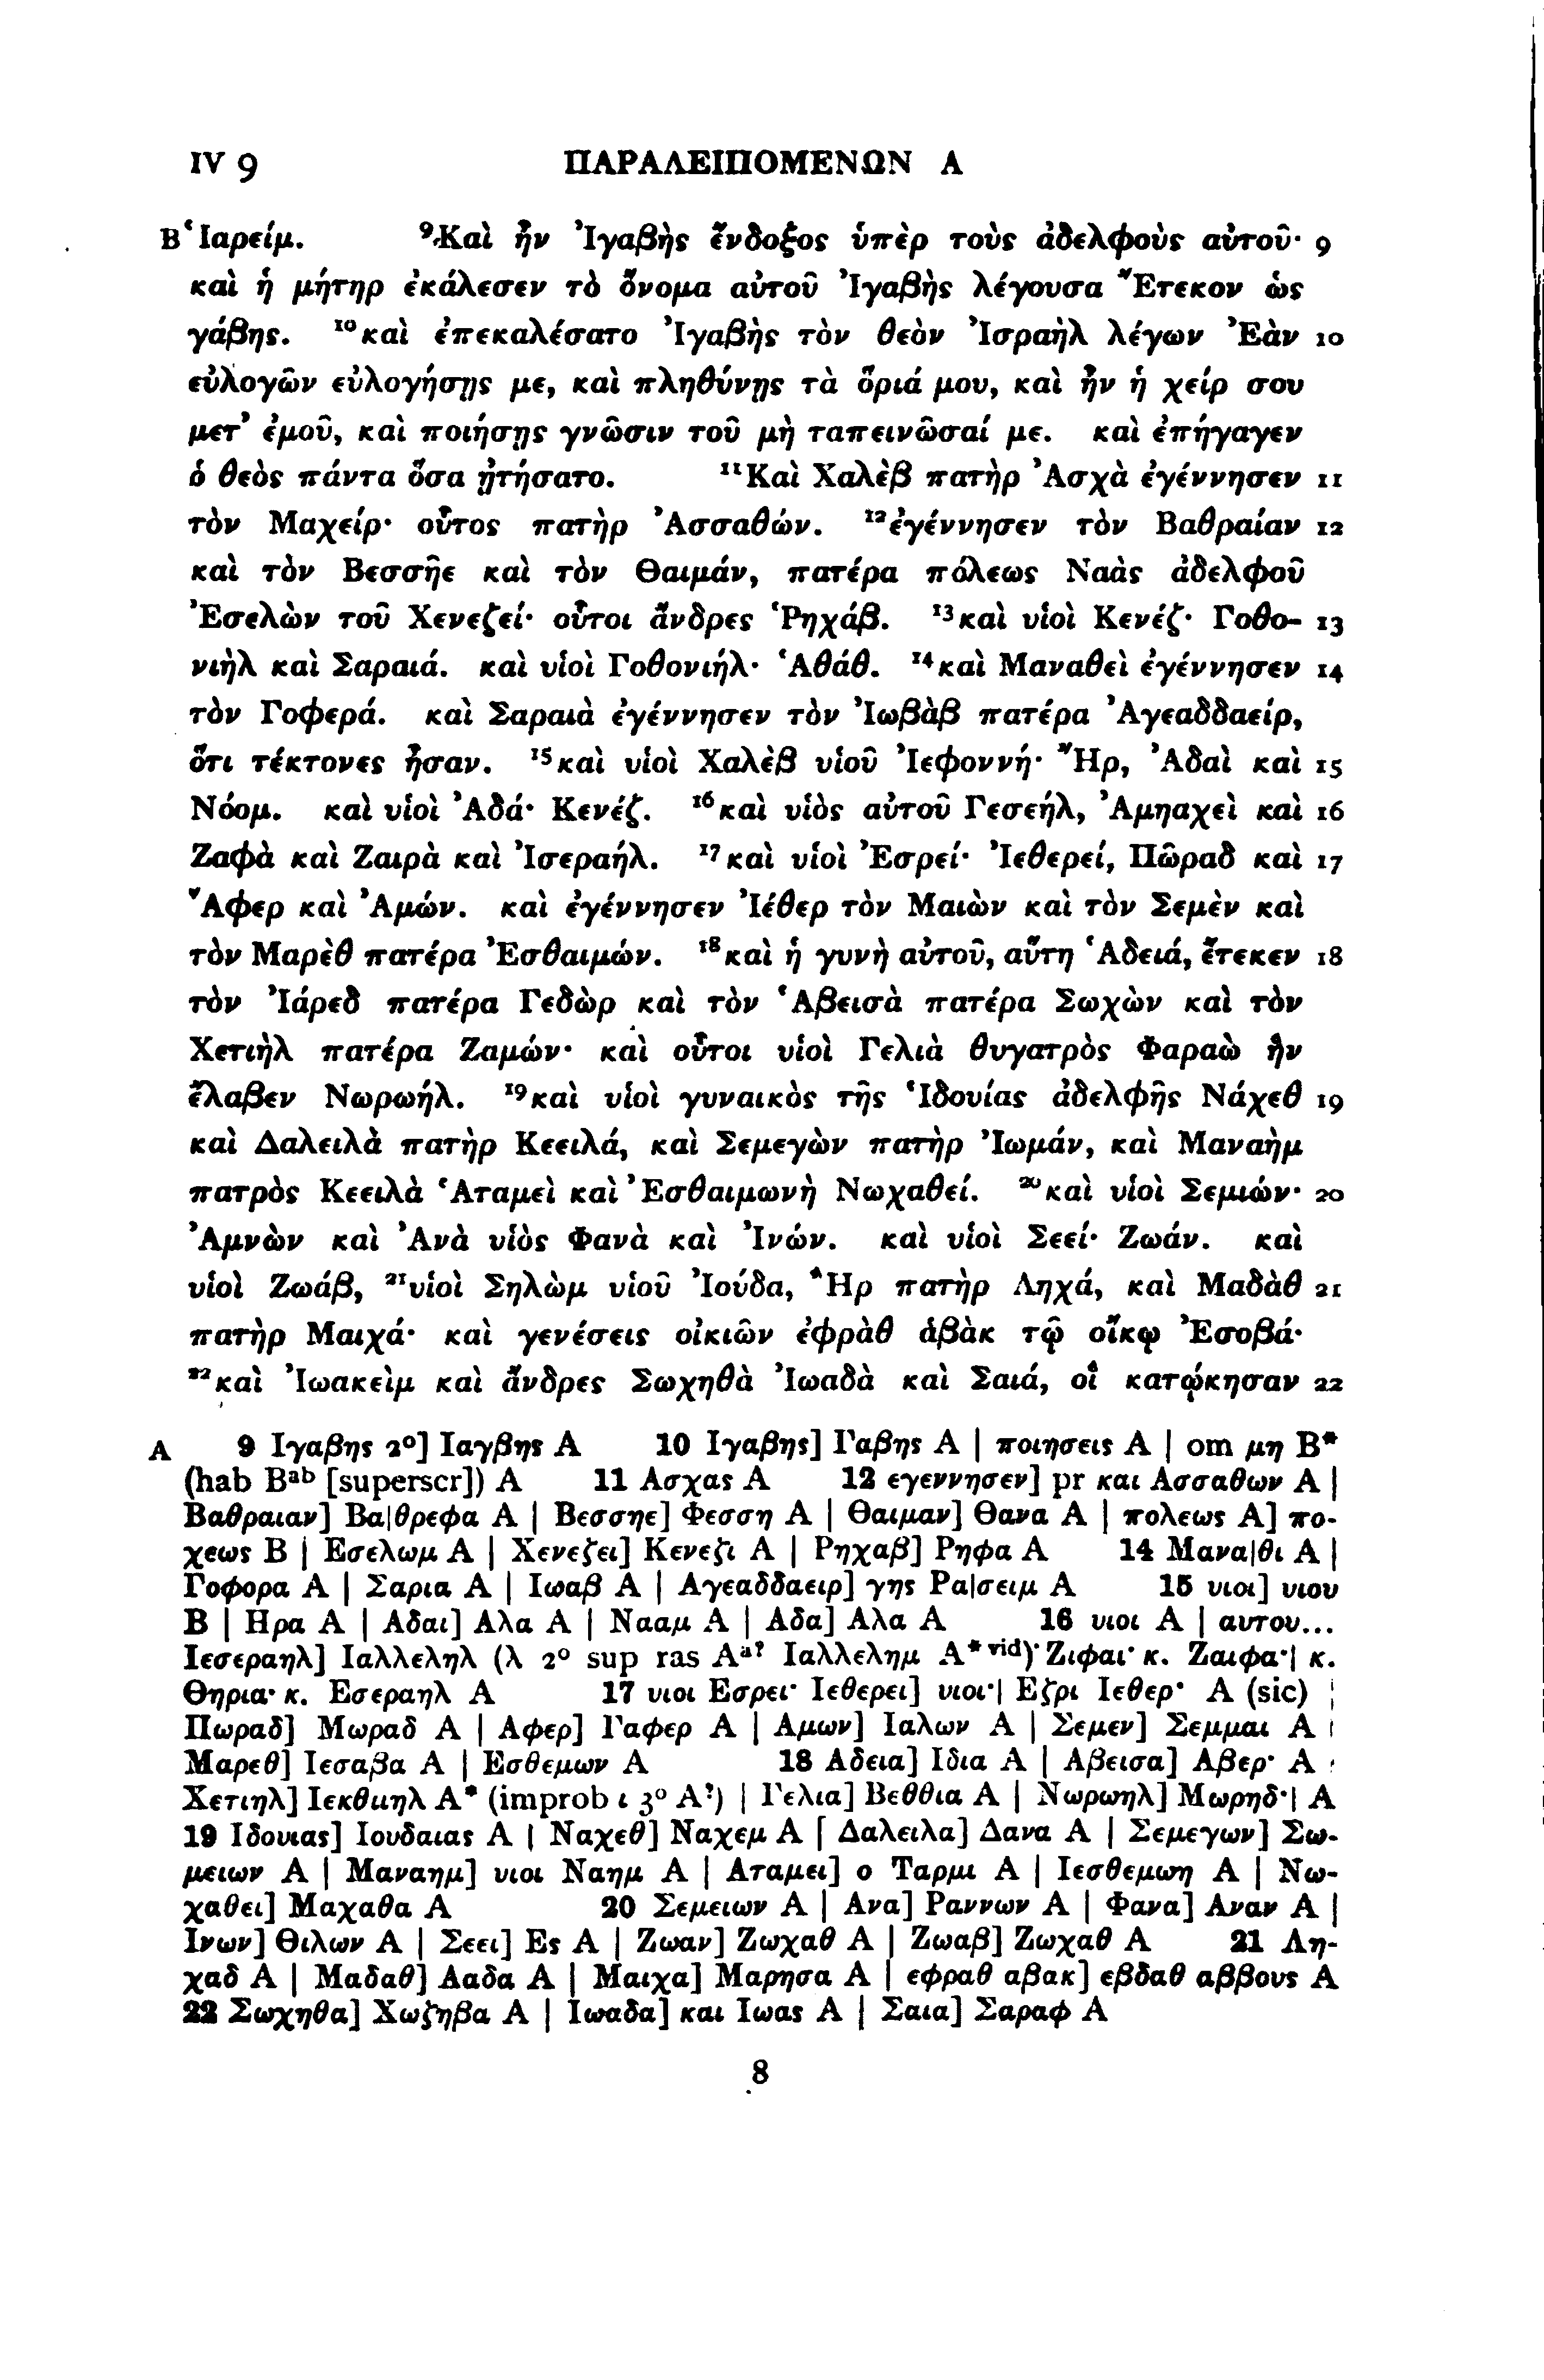 IV 9 ΠΑΡΑΛΕΙΠΟΜΕΝΩΝ Α
B Ἰαρείμ. ⁹Καὶ ἦν Ἰγαβὴς ἔνδοξος ὑπὲρ τοὺς ἀδελφοὺς αὐτοῦ· 9
καὶ ἡ μήτηρ ἐκάλεσεν τὸ ὄνομα αὐτοῦ Ἰγαβὴς λέγουσα Ἔτεκον ὡς
γάβης. ¹⁰καὶ ἐπεκαλέσατο Ἰγαβὴς τὸν θεὸν Ἰσραὴλ λέγων Ἐὰν 10
εὐλογῶν εὐλογήσῃς με, καὶ πληθύνῃς τὰ ὅριά μου, καὶ ἦν ἡ χείρ σου
μετ’ ἐμοῦ, καὶ ποιήσῃς γνῶσιν τοῦ μὴ ταπεινῶσαί με. καὶ ἐπήγαγεν
ὁ θεὸς πάντα ὅσα ᾐτήσατο. ¹¹Καὶ Χαλὲβ πατὴρ Ἀσχὰ ἐγέννησεν 11
τὸν Μαχείρ· οὗτος πατὴρ Ἀσσαθών. ¹²ἐγέννησεν τὸν Βαθραίαν 12
καὶ τὸν Βεσσῆε καὶ τὸν Θαιμάν, πατέρα πόλεως Ναὰς ἀδελφοῦ
Ἐσελὼν τοῦ Χενεζεί· οὗτοι ἄνδρες Ῥηχάβ. ¹³καὶ υἱοὶ Κενέζ· Γοθο- 13
νιὴλ καὶ Σαραιά. καὶ υἱοὶ Γοθονιήλ· Ἁθάθ. ¹⁴καὶ Μαναθεὶ ἐγέννησεν 14
τὸν Γοφερά. καὶ Σαραιὰ ἐγέννησεν τὸν Ἰωβὰβ πατέρα Ἀγεαδδαείρ,
ὅτι τέκτονες ἦσαν. ¹⁵καὶ υἱοὶ Χαλὲβ υἱοῦ Ἰεφοννή· Ἤρ, Ἀδαὶ καὶ 15
Νόομ. καὶ υἱοὶ Ἀδά· Κενέζ. ¹⁶καὶ υἱὸς αὐτοῦ Γεσεήλ, Ἀμηαχεὶ καὶ 16
Ζαφὰ καὶ Ζαιρὰ καὶ Ἰσεραήλ. ¹⁷καὶ υἱοὶ Ἐσρεί· Ἰεθερεί, Πῶραδ καὶ 17
Ἄφερ καὶ Ἀμών. καὶ ἐγέννησεν Ἰέθερ τὸν Μαιὼν καὶ τὸν Σεμὲν καὶ
τὸν Μαρὲθ πατέρα Ἐσθαιμών. ¹⁸καὶ ἡ γυνὴ αὐτοῦ, αὕτη Ἁδειά, ἔτεκεν 18
τὸν Ἰάρεδ πατέρα Γεδὼρ καὶ τὸν Ἁβεισὰ πατέρα Σωχὼν καὶ τὸν
Χετιὴλ πατέρα Ζαμών· καὶ οὗτοι υἱοὶ Γελιὰ θυγατρὸς Φαραὼ ἣν
ἔλαβεν Νωρωήλ. ¹⁹καὶ υἱοὶ γυναικὸς τῆς Ἰδουίας ἀδελφῆς Νάχεθ 19
καὶ Δαλειλὰ πατὴρ Κεειλά, καὶ Σεμεγὼν πατὴρ Ἰωμάν, καὶ Μαναὴμ
πατρὸς Κεειλὰ Ἁταμεὶ καὶ Ἐσθαιμωνὴ Νωχαθεί. ²⁰καὶ υἱοὶ Σεμιών· 20
Ἀμνὼν καὶ Ἀνὰ υἱὸς Φανὰ καὶ Ἰνών. καὶ υἱοὶ Σεεί· Ζωάν. καὶ
υἱοὶ Ζωάβ, ²¹υἱοὶ Σηλὼμ υἱοῦ Ἰούδα, Ἢρ πατὴρ Ληχά, καὶ Μαδὰθ 21
πατὴρ Μαιχά· καὶ γενέσεις οἰκιῶν ἐφρὰθ ἁβὰκ τῷ οἴκῳ Ἐσοβά·
²²καὶ Ἰωακεὶμ καὶ ἄνδρες Σωχηθὰ Ἰωαδὰ καὶ Σαιά, οἳ κατῴκησαν 22
A 9 Ιγαβης 2º] Ιαγβης A 10 Ιγαβης] Γαβης A | ποιησεις A | om μη B*
(hab Bᵃᵇ [superscr]) A 11 Ασχας A 12 εγεννησεν] pr και Ασσαθων A |
Βαθραιαν] Βα|θρεφα A | Βεσσηε] Φεσση A | Θαιμαν] Θανα A | πολεως A] πο-
χεως B | Εσελωμ A | Χενεζει] Κενεζι A | Ρηχαβ] Ρηφα A 14 Μανα|θι A |
Γοφορα A | Σαρια A | Ιωαβ A | Αγεαδδαειρ] γης Ρα|σειμ A 15 υιοι] υιου
B | Ηρα A | Αδαι] Αλα A | Νααμ A | Αδα] Αλα A 16 υιοι A | αυτου...
Ιεσεραηλ] Ιαλλεληλ (λ 2º sup ras Aᵃ? Ιαλλελημ A*ᵛⁱᵈ)· Ζιφαι· κ. Ζαιφα·| κ.
Θηρια· κ. Εσεραηλ A 17 υιοι Εσρει· Ιεθερει] υιοι·| Εζρι Ιεθερ· A (sic) |
Πωραδ] Μωραδ A | Αφερ] Γαφερ A | Αμων] Ιαλων A | Σεμεν] Σεμμαι A |
Μαρεθ] Ιεσαβα A | Εσθεμων A 18 Αδεια] Ιδια A | Αβεισα] Αβερ· A |
Χετιηλ] Ιεκθιιηλ A* (improb ι 3º A?) | Γελια] Βεθθια A | Νωρωηλ] Μωρηδ·| A
19 Ιδουιας] Ιουδαιας A | Ναχεθ] Ναχεμ A | Δαλειλα] Δανα A | Σεμεγων] Σω-
μειων A | Μαναημ] υιοι Ναημ A | Αταμει] ο Ταρμι A | Ιεσθεμωη A | Νω-
χαθει] Μαχαθα A 20 Σεμειων A | Ανα] Ραννων A | Φανα] Αναν A |
Ινων] Θιλων A | Σεει] Ες A | Ζωαν] Ζωχαθ A | Ζωαβ] Ζωχαθ A 21 Λη-
χαδ A | Μαδαθ] Λαδα A | Μαιχα] Μαρησα A | εφραθ αβακ] εβδαθ αββους A
22 Σωχηθα] Χωζηβα A | Ιωαδα] και Ιωας A | Σαια] Σαραφ A
8